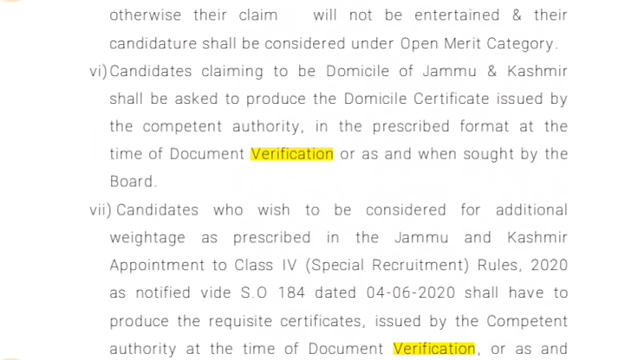 otherwise their claim will not be entertained & their
candidature shall be considered under Open Merit Category.
vi) Candidates claiming to be Domicile of Jammu & Kashmir
shall be asked to produce the Domicile Certificate issued by
the competent authority, in the prescribed format at the
time of Document Verification or as and when sought by the
Board.
vii) Candidates who wish to be considered for additional
weightage as prescribed in the Jammu and Kashmir
Appointment to Class IV (Special Recruitment) Rules, 2020
as notified vide S.O 184 dated 04-06-2020 shall have to
produce the requisite certificates, issued by the Competent
authority at the time of Document Verification, or as and